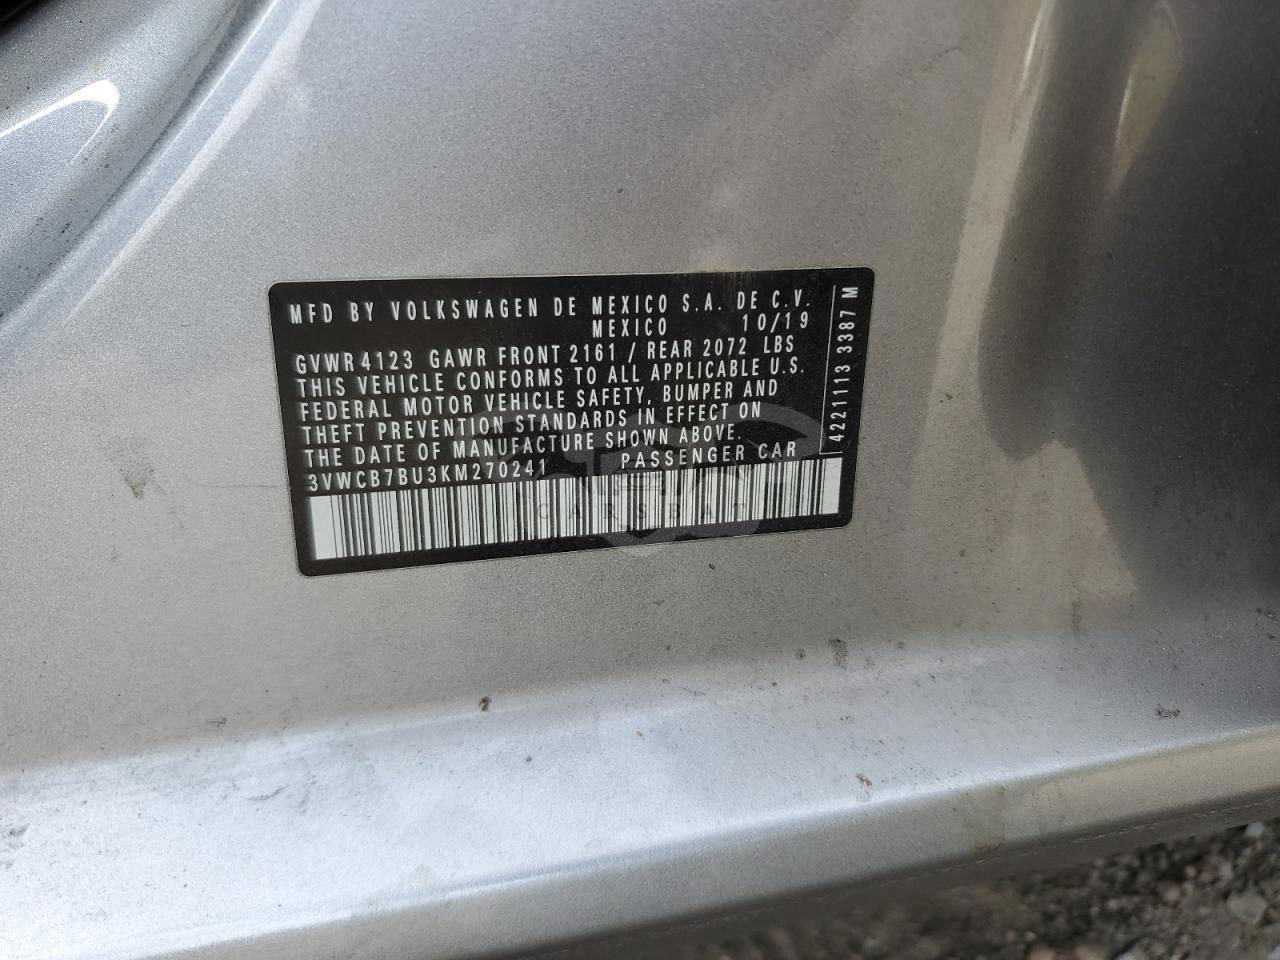 MFD BY VOLKSWAGEN DE MEXICO S.A. DE C.V.
MEXICO 10/19
GVWR 4123 GAWR FRONT 2161 / REAR 2072 LBS
THIS VEHICLE CONFORMS TO ALL APPLICABLE U.S.
FEDERAL MOTOR VEHICLE SAFETY, BUMPER AND
THEFT PREVENTION STANDARDS IN EFFECT ON
THE DATE OF MANUFACTURE SHOWN ABOVE.
3VWCB7BU3KM270241 PASSENGER CAR
4221113 3387 M